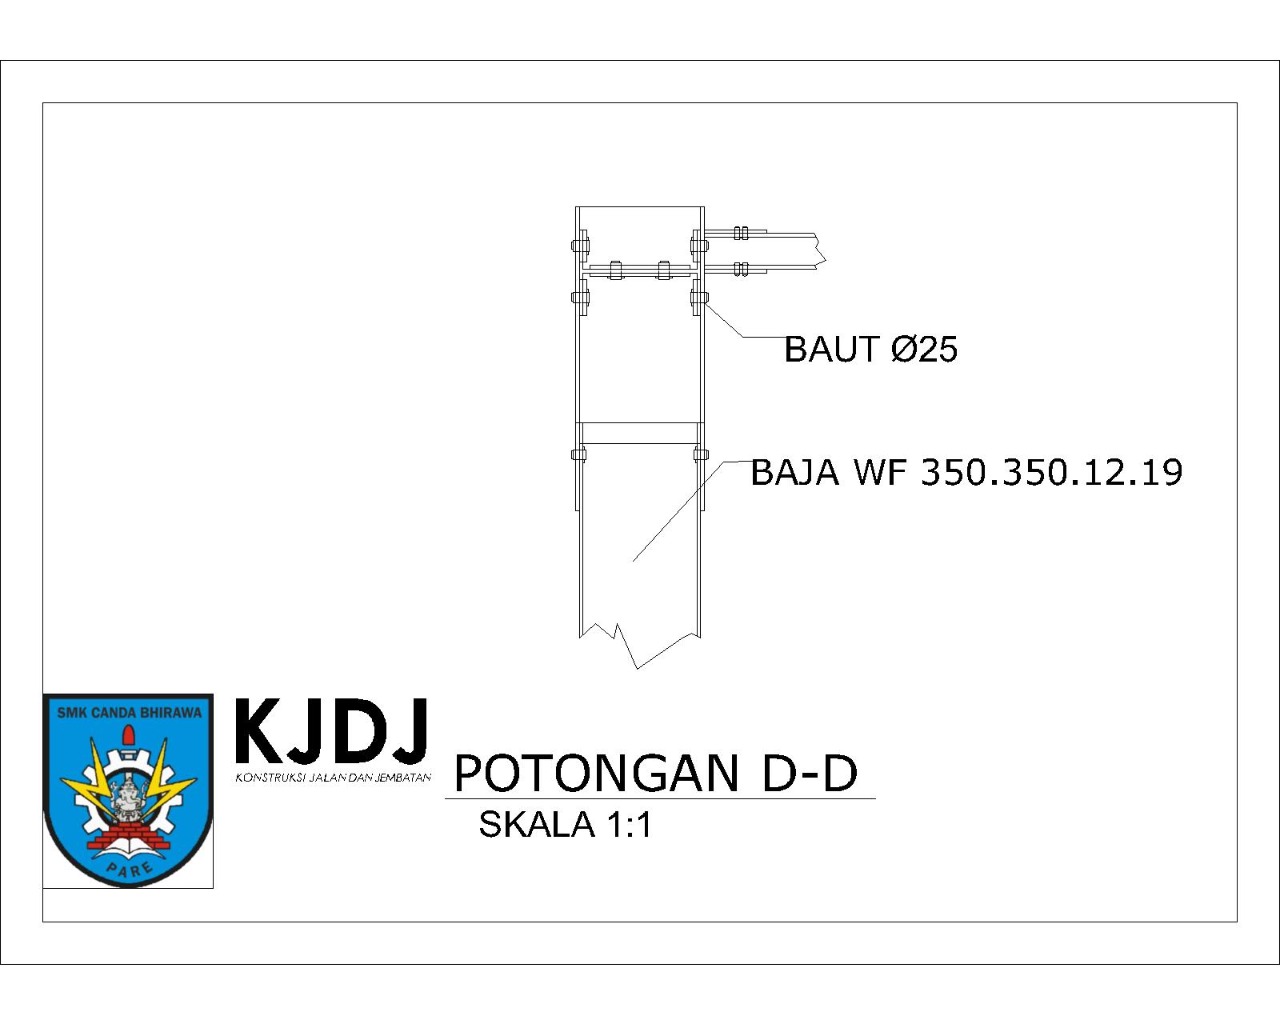 BAUT Ø25
BAJA WF 350.350.12.19
SMK CANDA BHIRAWA
PARE
KJDJ
KONSTRUKSI JALAN DAN JEMBATAN
POTONGAN D-D
SKALA 1:1